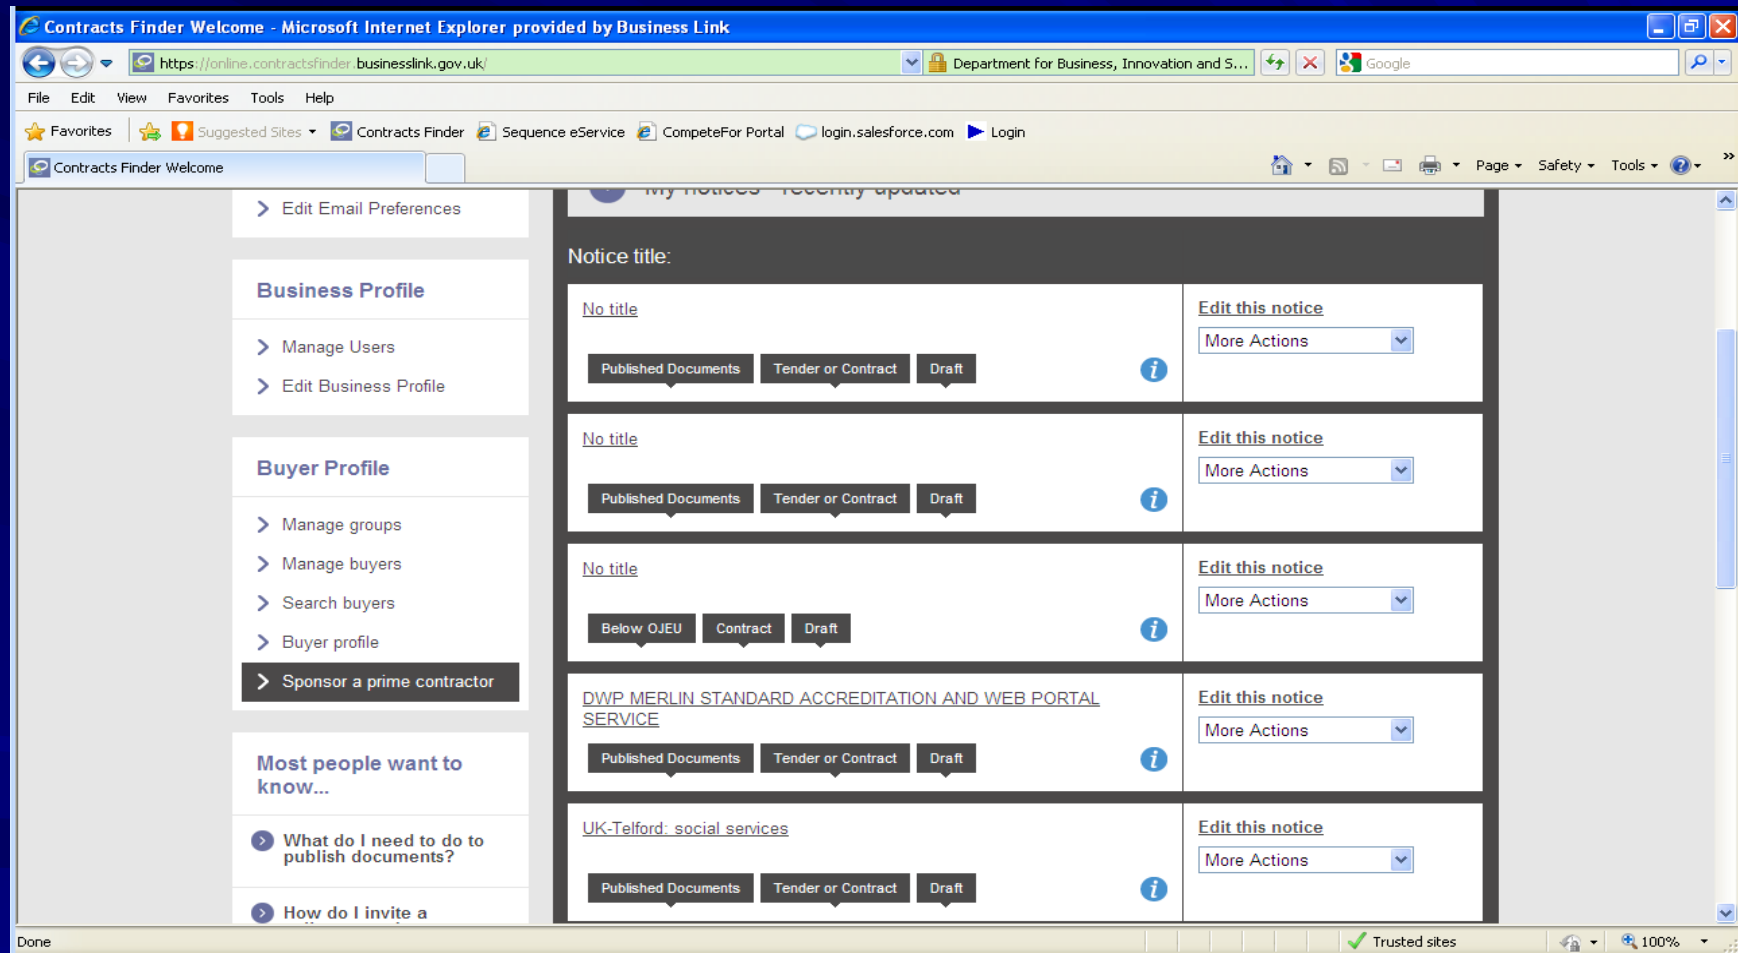 Contracts Finder Welcome - Microsoft Internet Explorer provided by Business Link
https://online.contractsfinder.businesslink.gov.uk/
Department for Business, Innovation and S...
Google
File Edit View Favorites Tools Help
Favorites Suggested Sites Contracts Finder Sequence eService CompeteFor Portal login.salesforce.com Login
Contracts Finder Welcome
Page Safety Tools »
Edit Email Preferences
Business Profile
Manage Users
Edit Business Profile
Buyer Profile
Manage groups
Manage buyers
Search buyers
Buyer profile
Sponsor a prime contractor
Most people want to
know...
What do I need to do to
publish documents?
How do I invite a
My notices - recently updated
Notice title:
No title
Published Documents Tender or Contract Draft
Edit this notice
More Actions
No title
Published Documents Tender or Contract Draft
Edit this notice
More Actions
No title
Below OJEU Contract Draft
Edit this notice
More Actions
DWP MERLIN STANDARD ACCREDITATION AND WEB PORTAL
SERVICE
Published Documents Tender or Contract Draft
Edit this notice
More Actions
UK-Telford: social services
Published Documents Tender or Contract Draft
Edit this notice
More Actions
Done
Trusted sites
100%